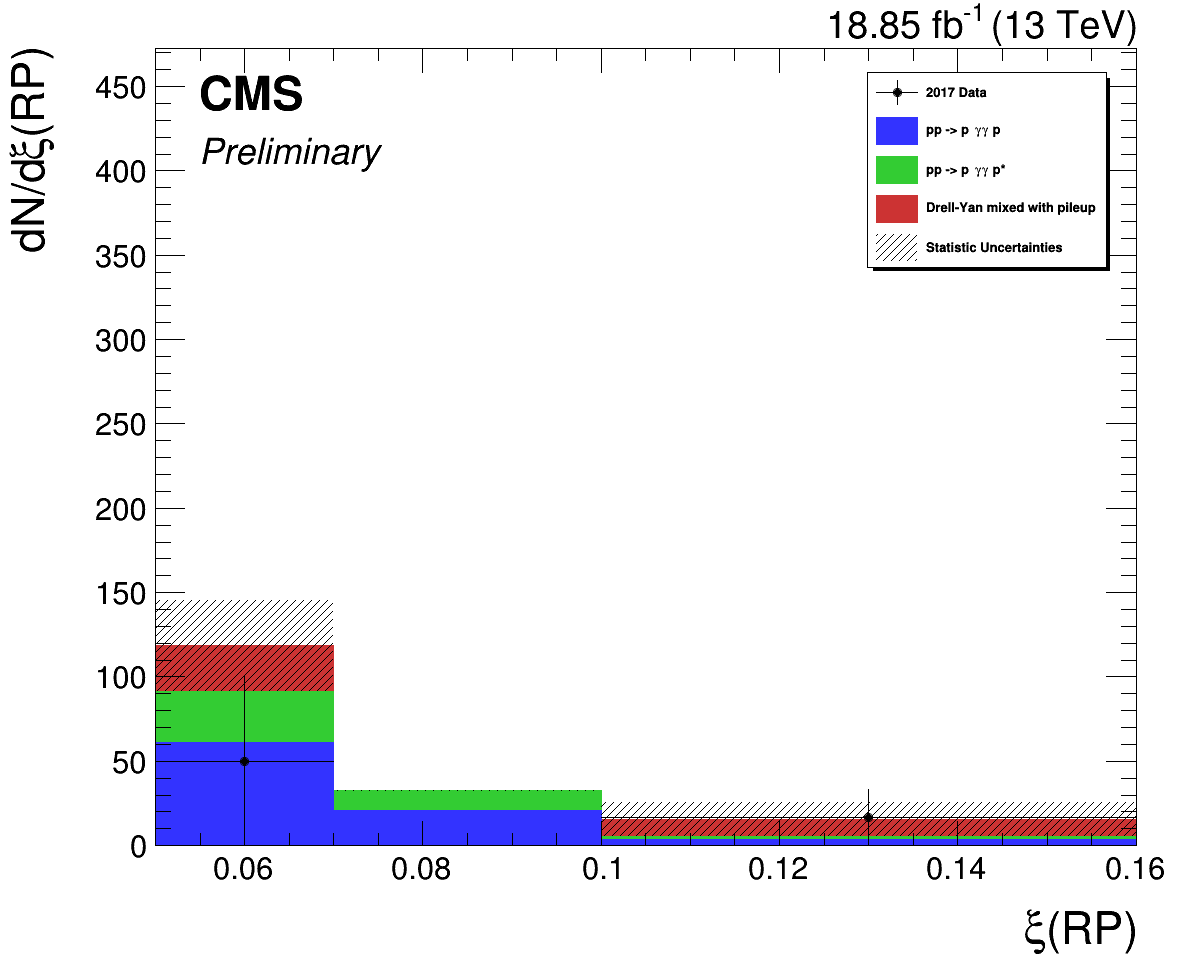 18.85 fb⁻¹ (13 TeV)
dN/dξ(RP)
CMS
Preliminary
2017 Data
pp -> p γγ p
pp -> p γγ p*
Drell-Yan mixed with pileup
Statistic Uncertainties
450
400
350
300
250
200
150
100
50
0
0.06 0.08 0.1 0.12 0.14 0.16
ξ(RP)